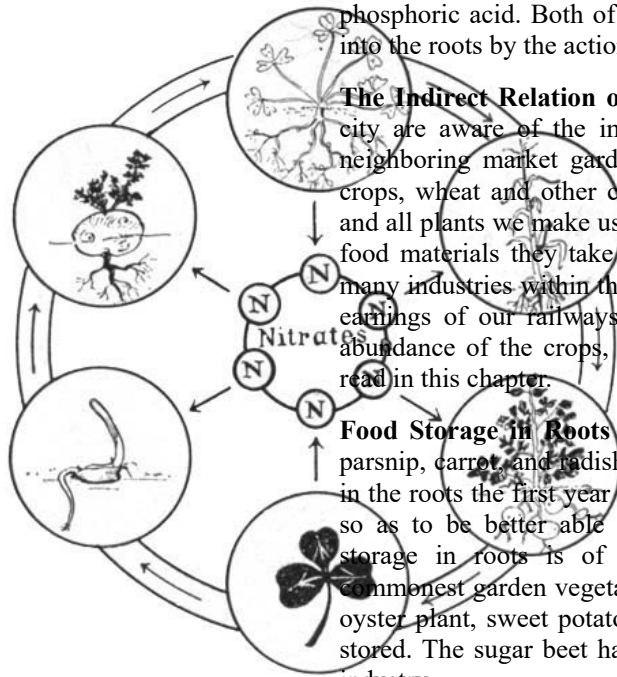 phosphoric acid. Both of
into the roots by the action
The Indirect Relation o
city are aware of the in
neighboring market gard
crops, wheat and other c
and all plants we make us
food materials they take
many industries within th
earnings of our railways
abundance of the crops,
read in this chapter.
Food Storage in Roots
parsnip, carrot, and radish
in the roots the first year
so as to be better able
storage in roots is of
commonest garden vegeta
oyster plant, sweet potato
stored. The sugar beet ha
industry
N
N N
Nitrates
N N
N